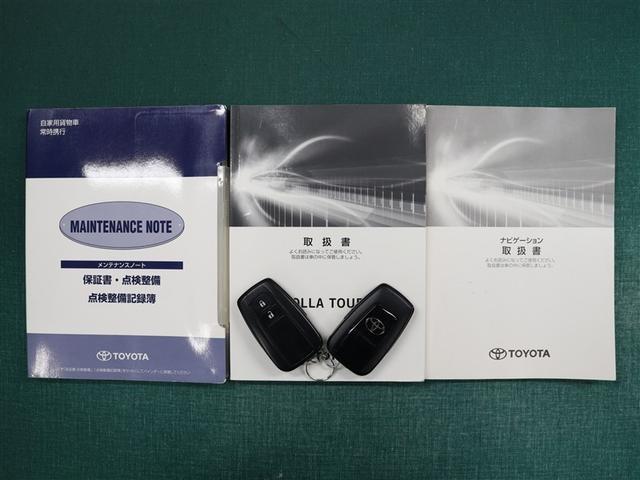 自家用貨物車
常時携行
MAINTENANCE NOTE
メンテナンスノート
保証書・点検整備
点検整備記録簿
TOYOTA
取扱書
よくお読みになってご使用ください。
取扱書は車の中に保管しましょう。
OLLA TOUR
ナビゲーション
取扱書
よくお読みになってご使用ください。
取扱書は車の中に保管しましょう。
TOYOTA